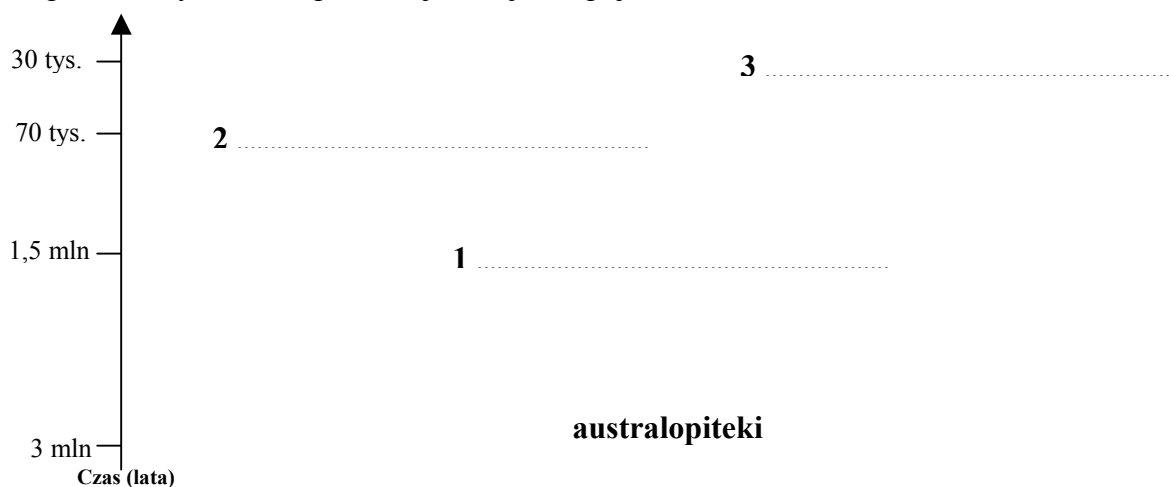 30 tys.
3
70 tys.
2
1,5 mln
1
australopiteki
3 mln
Czas (lata)